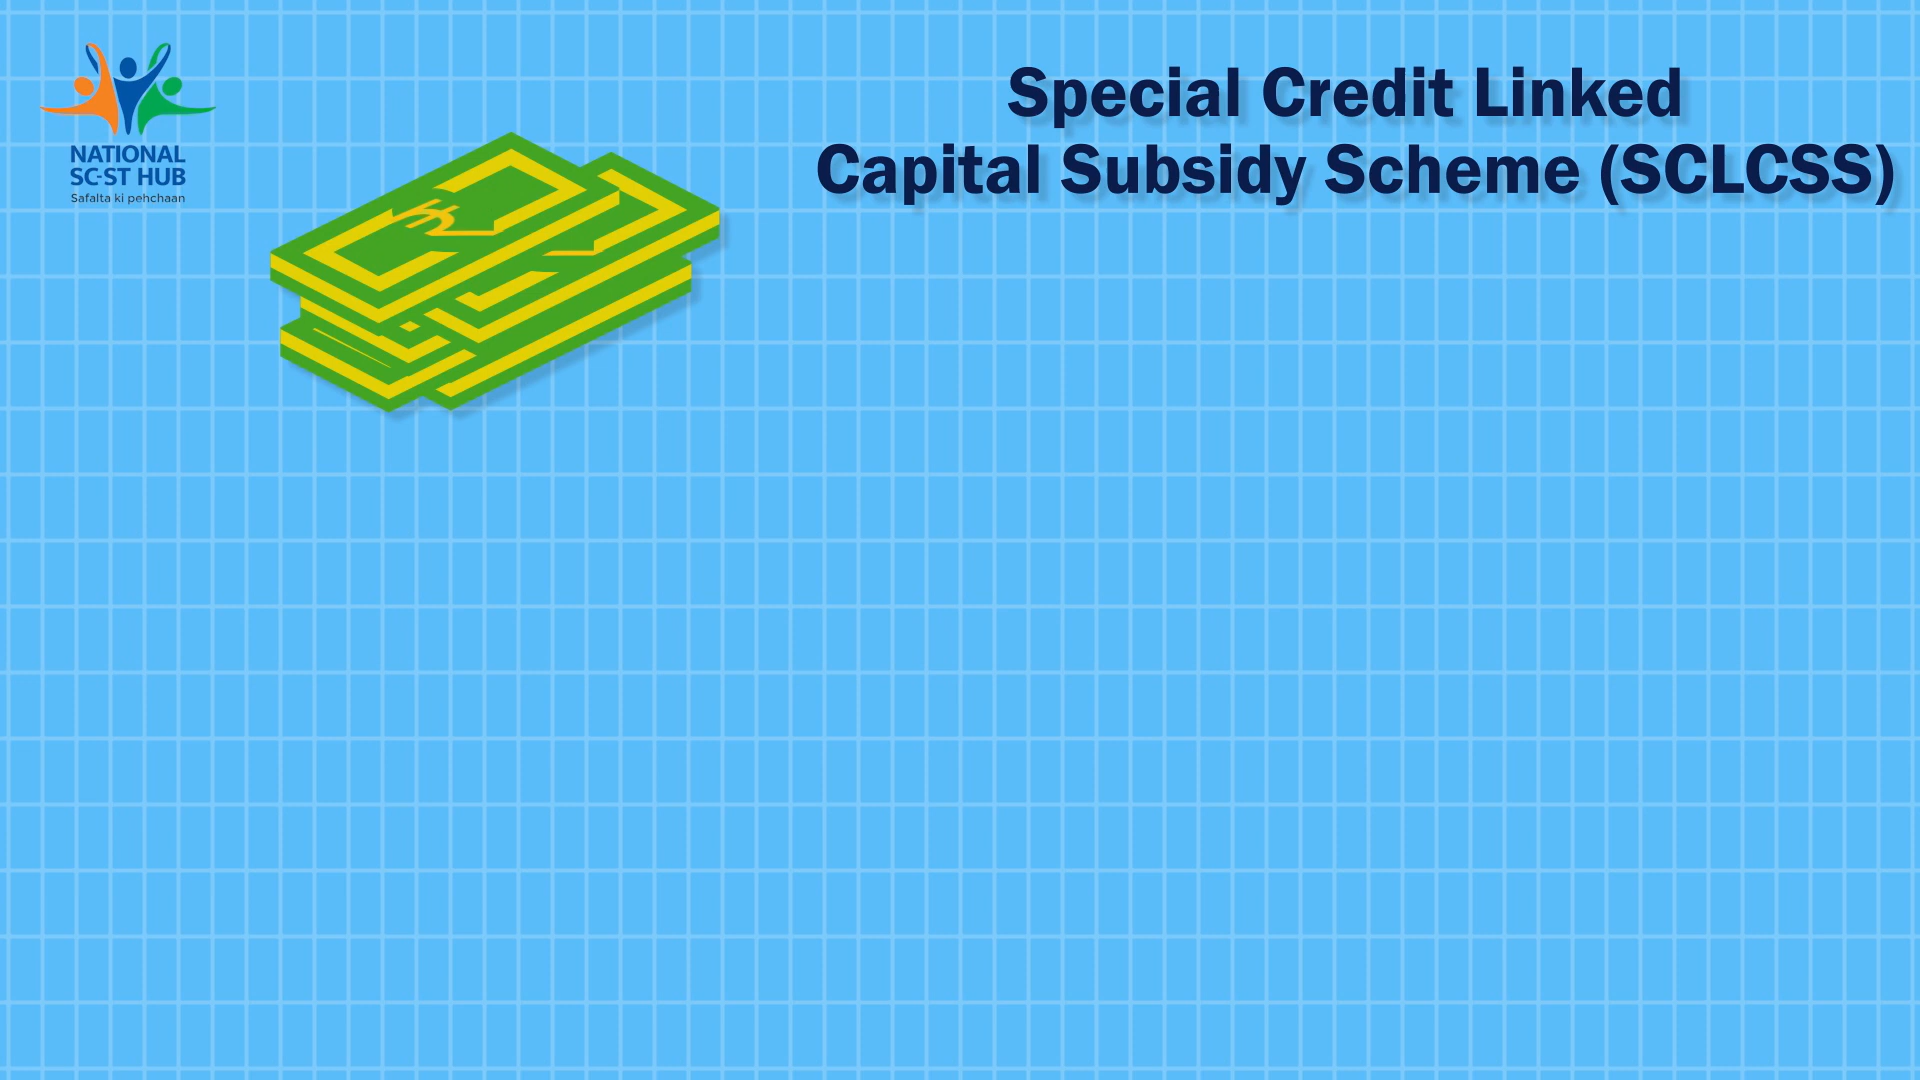 NATIONAL
SC-ST HUB
Safalta ki pehchaan
Special Credit Linked
Capital Subsidy Scheme (SCLCSS)